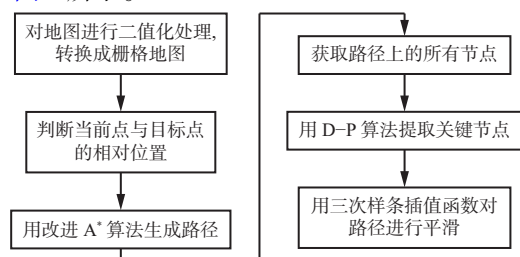 对地图进行二值化处理,
转换成栅格地图
判断当前点与目标点
的相对位置
用改进 A* 算法生成路径
获取路径上的所有节点
用 D−P 算法提取关键节点
用三次样条插值函数对
路径进行平滑